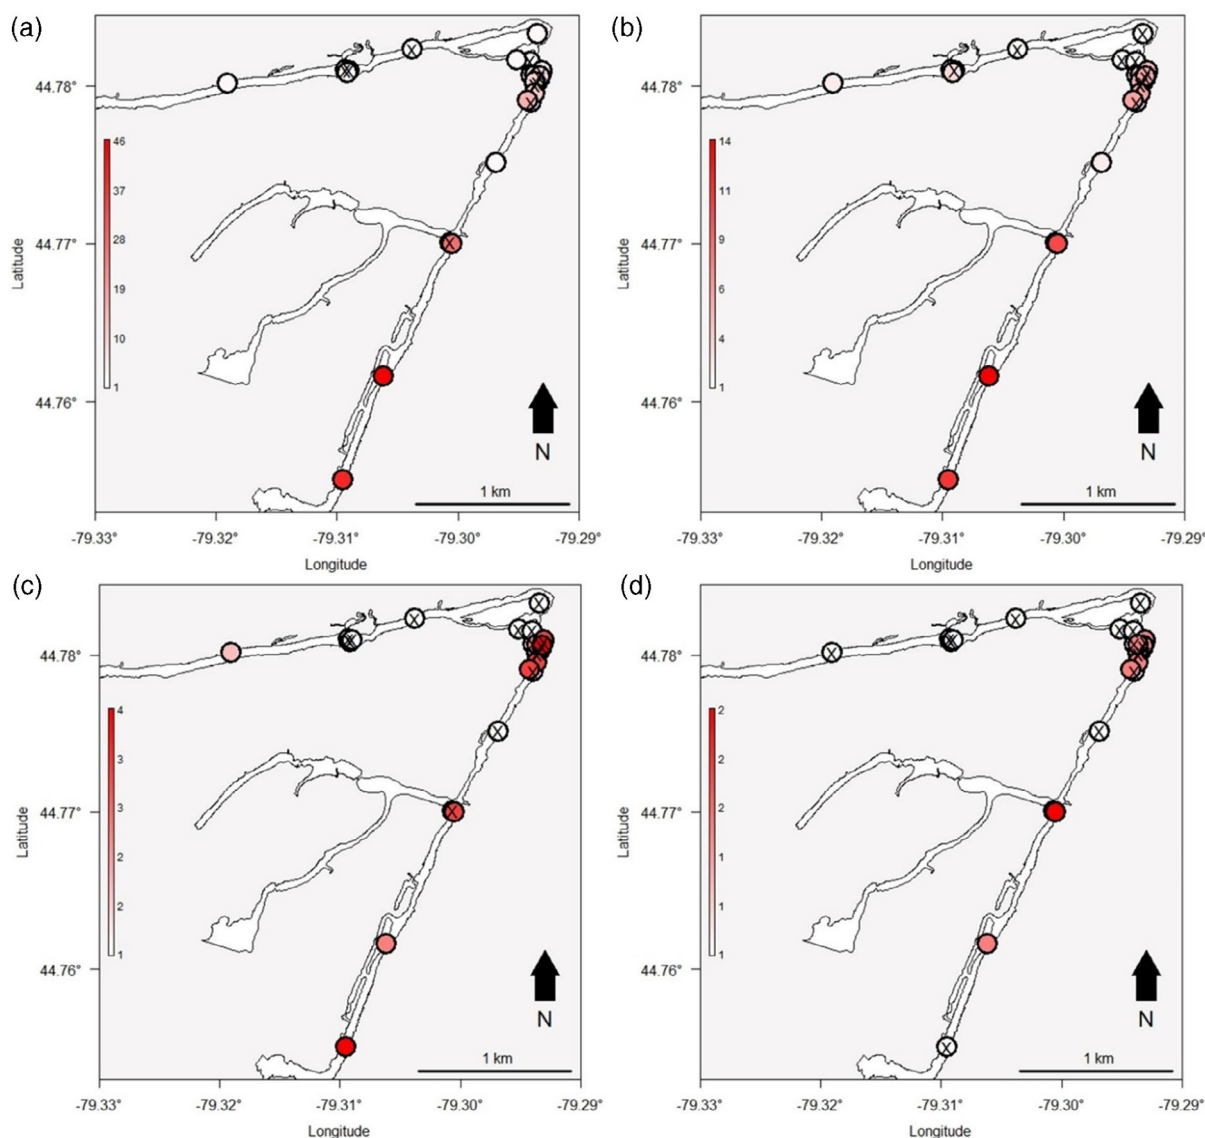 (a)
44.78°
44.77°
44.76°
Latitude
46
37
28
19
10
1
N
1 km
-79.33°
-79.32°
-79.31°
-79.30°
-79.29°
Longitude
(b)
44.78°
44.77°
44.76°
Latitude
14
11
9
6
4
1
N
1 km
-79.33°
-79.32°
-79.31°
-79.30°
-79.29°
Longitude
(c)
44.78°
44.77°
44.76°
Latitude
4
3
3
2
2
1
N
1 km
-79.33°
-79.32°
-79.31°
-79.30°
-79.29°
Longitude
(d)
44.78°
44.77°
44.76°
Latitude
2
2
2
1
1
1
N
1 km
-79.33°
-79.32°
-79.31°
-79.30°
-79.29°
Longitude